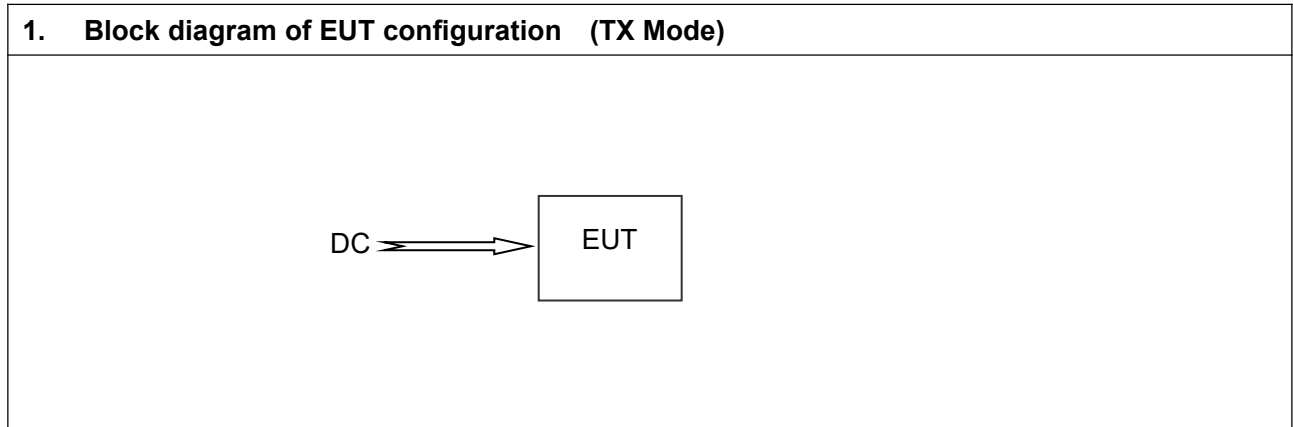 1. Block diagram of EUT configuration (TX Mode)
DC EUT